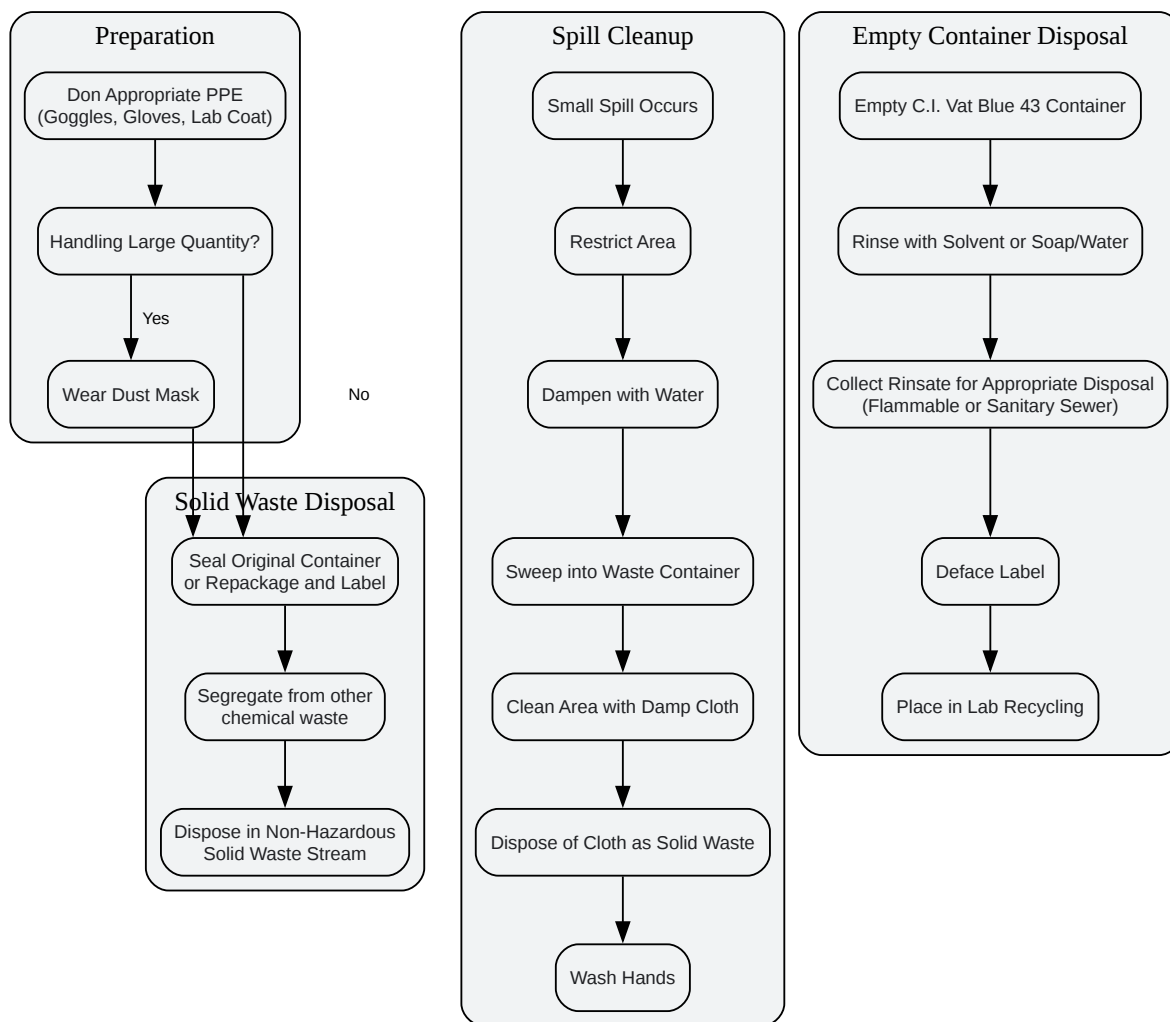 Preparation
Don Appropriate PPE
(Goggles, Gloves, Lab Coat)
Handling Large Quantity?
Yes
Wear Dust Mask
No
Solid Waste Disposal
Seal Original Container
or Repackage and Label
Segregate from other
chemical waste
Dispose in Non-Hazardous
Solid Waste Stream
Spill Cleanup
Small Spill Occurs
Restrict Area
Dampen with Water
Sweep into Waste Container
Clean Area with Damp Cloth
Dispose of Cloth as Solid Waste
Wash Hands
Empty Container Disposal
Empty C.I. Vat Blue 43 Container
Rinse with Solvent or Soap/Water
Collect Rinsate for Appropriate Disposal
(Flammable or Sanitary Sewer)
Deface Label
Place in Lab Recycling